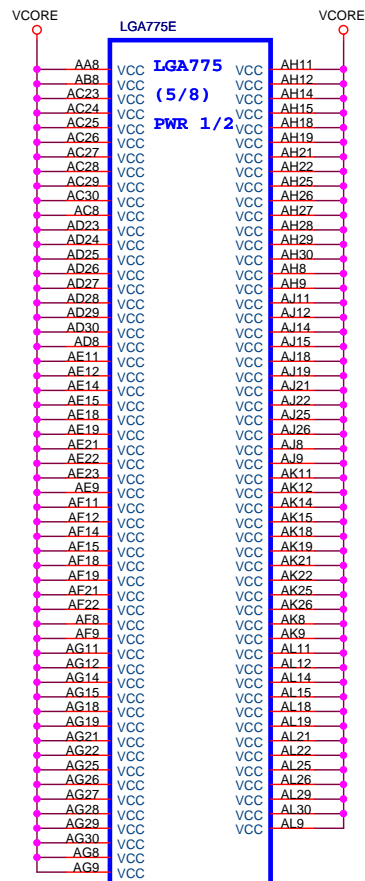 VCORE LGA775E VCORE
AA8 VCC LGA775 VCC AH11
AB8 VCC VCC AH12
AC23 VCC (5/8) VCC AH14
AC24 VCC VCC AH15
AC25 VCC PWR 1/2 VCC AH18
AC26 VCC VCC AH19
AC27 VCC VCC AH21
AC28 VCC VCC AH22
AC29 VCC VCC AH25
AC30 VCC VCC AH26
AC8 VCC VCC AH27
AD23 VCC VCC AH28
AD24 VCC VCC AH29
AD25 VCC VCC AH30
AD26 VCC VCC AH8
AD27 VCC VCC AH9
AD28 VCC VCC AJ11
AD29 VCC VCC AJ12
AD30 VCC VCC AJ14
AD8 VCC VCC AJ15
AE11 VCC VCC AJ18
AE12 VCC VCC AJ19
AE14 VCC VCC AJ21
AE15 VCC VCC AJ22
AE18 VCC VCC AJ25
AE19 VCC VCC AJ26
AE21 VCC VCC AJ8
AE22 VCC VCC AJ9
AE23 VCC VCC AK11
AE9 VCC VCC AK12
AF11 VCC VCC AK14
AF12 VCC VCC AK15
AF14 VCC VCC AK18
AF15 VCC VCC AK19
AF18 VCC VCC AK21
AF19 VCC VCC AK22
AF21 VCC VCC AK25
AF22 VCC VCC AK26
AF8 VCC VCC AK8
AF9 VCC VCC AK9
AG11 VCC VCC AL11
AG12 VCC VCC AL12
AG14 VCC VCC AL14
AG15 VCC VCC AL15
AG18 VCC VCC AL18
AG19 VCC VCC AL19
AG21 VCC VCC AL21
AG22 VCC VCC AL22
AG25 VCC VCC AL25
AG26 VCC VCC AL26
AG27 VCC VCC AL29
AG28 VCC VCC AL30
AG29 VCC VCC AL9
AG30 VCC
AG8 VCC
AG9 VCC